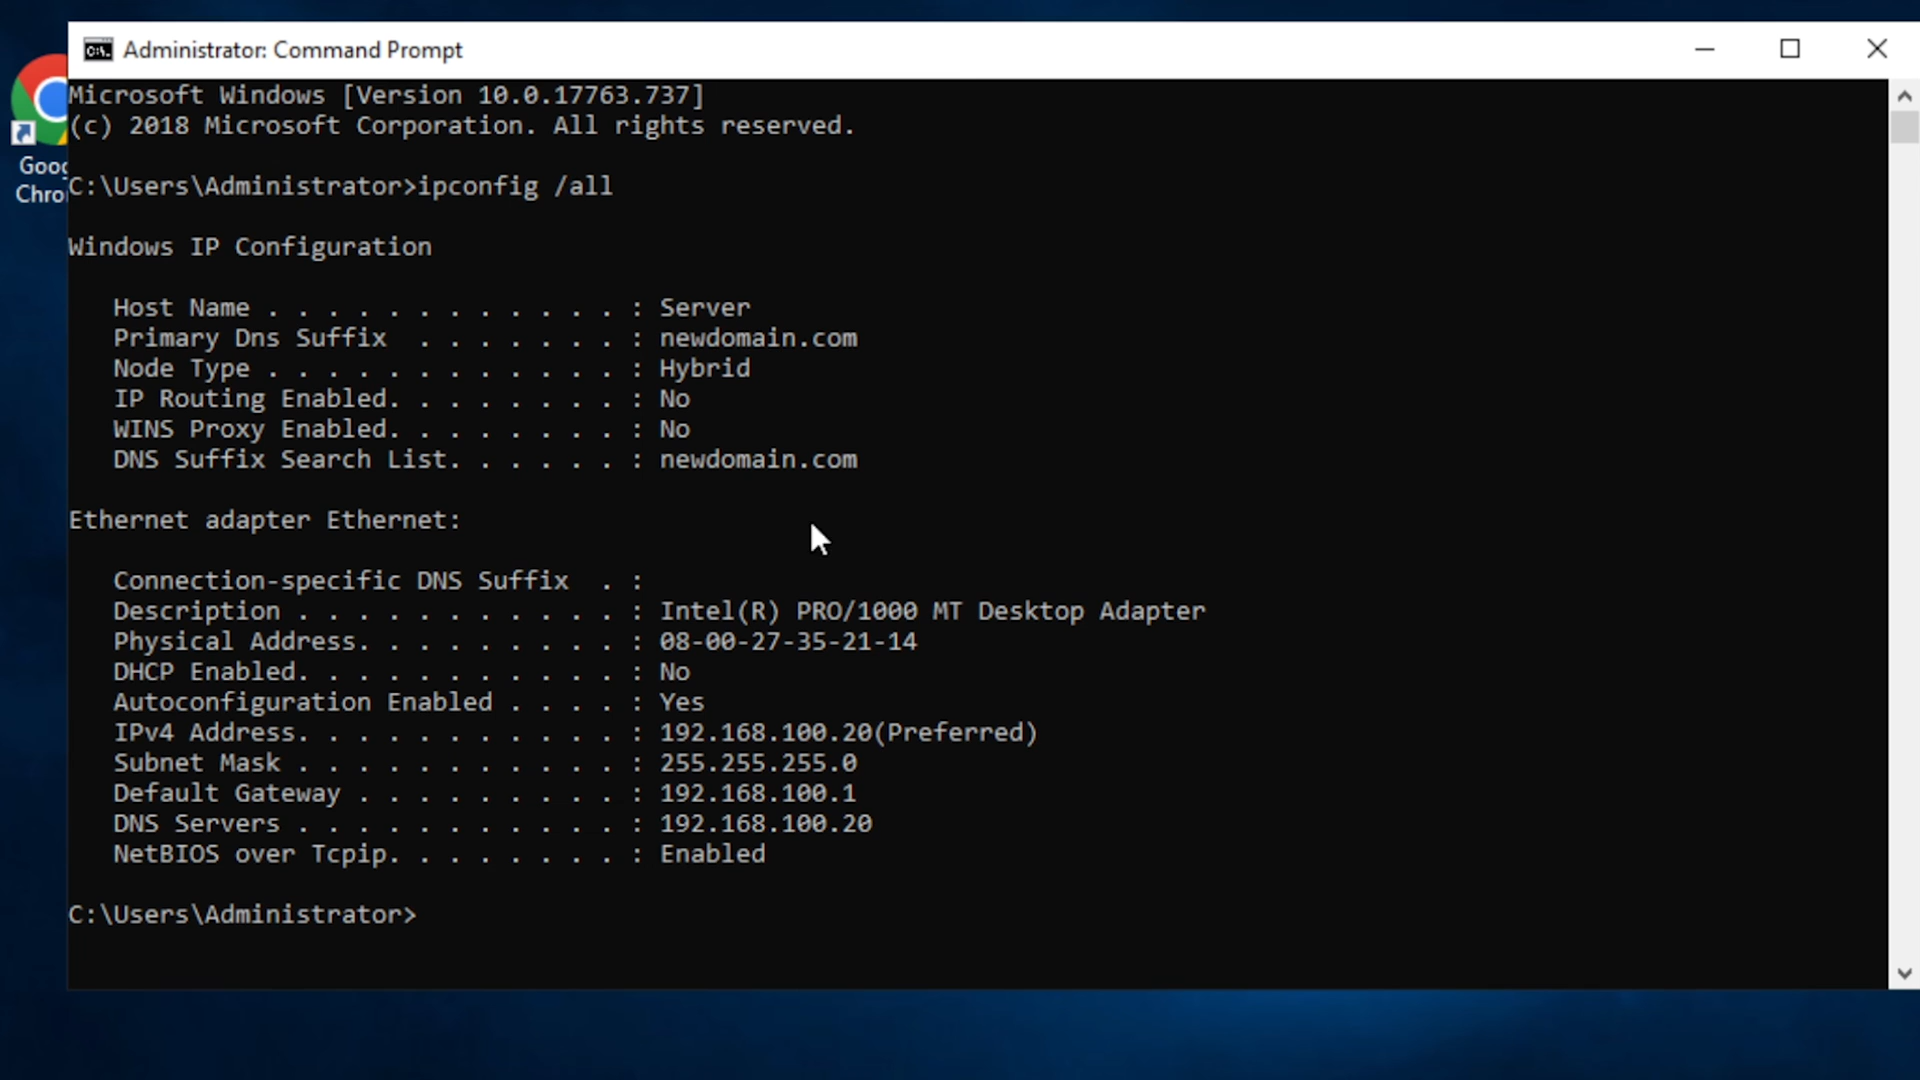 Administrator: Command Prompt
Microsoft Windows [Version 10.0.17763.737]
(c) 2018 Microsoft Corporation. All rights reserved.
C:\Users\Administrator>ipconfig /all
Windows IP Configuration
Host Name . . . . . . . . . . . . : Server
Primary Dns Suffix  . . . . . . . : newdomain.com
Node Type . . . . . . . . . . . . : Hybrid
IP Routing Enabled. . . . . . . . : No
WINS Proxy Enabled. . . . . . . . : No
DNS Suffix Search List. . . . . . : newdomain.com
Ethernet adapter Ethernet:
Connection-specific DNS Suffix  . :
Description . . . . . . . . . . . : Intel(R) PRO/1000 MT Desktop Adapter
Physical Address. . . . . . . . . : 08-00-27-35-21-14
DHCP Enabled. . . . . . . . . . . : No
Autoconfiguration Enabled . . . . : Yes
IPv4 Address. . . . . . . . . . . : 192.168.100.20(Preferred)
Subnet Mask . . . . . . . . . . . : 255.255.255.0
Default Gateway . . . . . . . . . : 192.168.100.1
DNS Servers . . . . . . . . . . . : 192.168.100.20
NetBIOS over Tcpip. . . . . . . . : Enabled
C:\Users\Administrator>